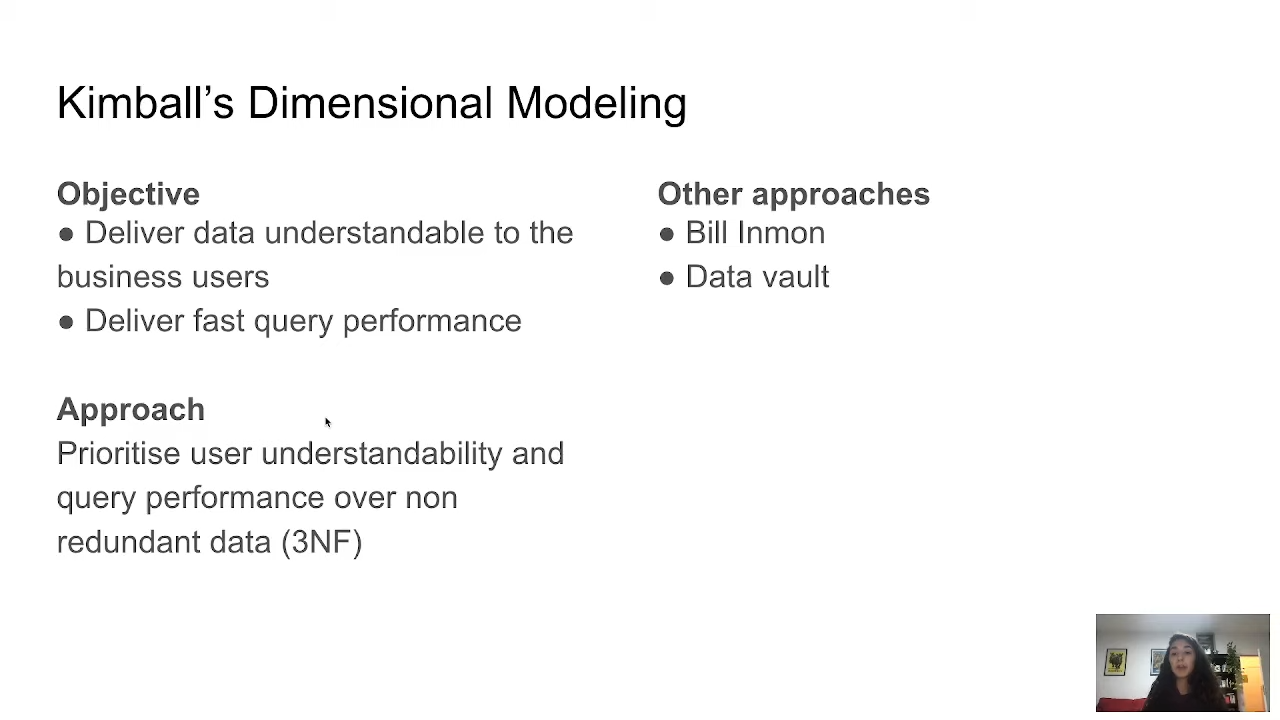 Kimball’s Dimensional Modeling
Objective
● Deliver data understandable to the
business users
● Deliver fast query performance
Approach
Prioritise user understandability and
query performance over non
redundant data (3NF)
Other approaches
● Bill Inmon
● Data vault